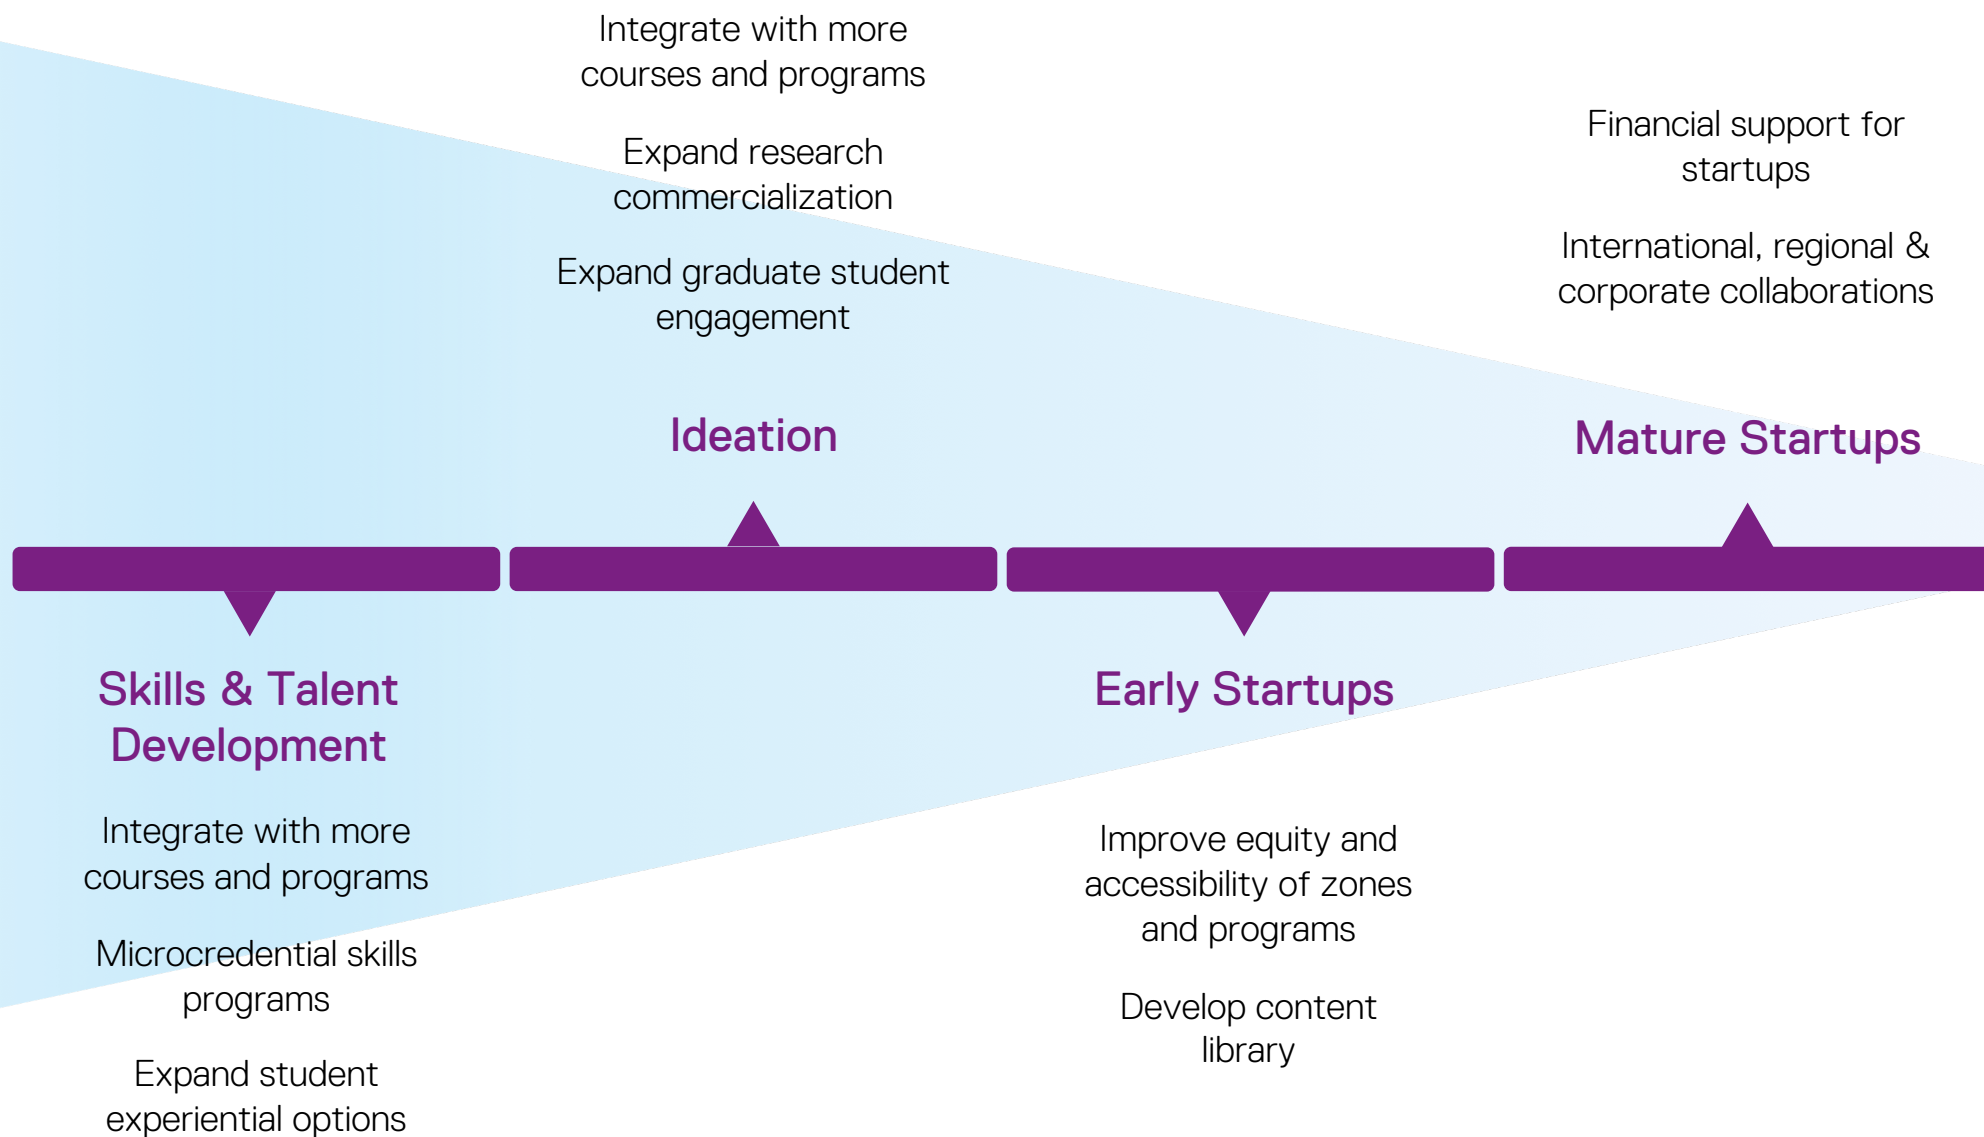 Integrate with more
courses and programs
Expand research
commercialization
Expand graduate student
engagement
Ideation
Financial support for
startups
International, regional &
corporate collaborations
Mature Startups
Skills & Talent
Development
Integrate with more
courses and programs
Microcredential skills
programs
Expand student
experiential options
Early Startups
Improve equity and
accessibility of zones
and programs
Develop content
library